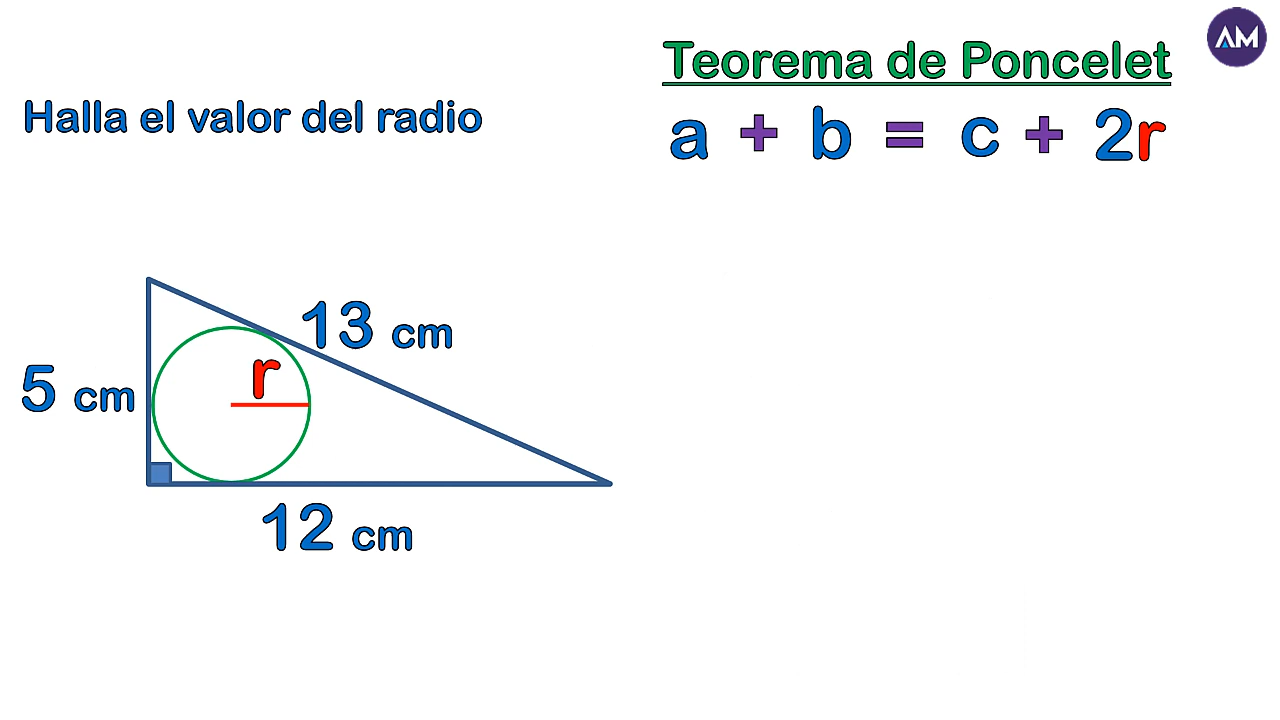 AM
Teorema de Poncelet
Halla el valor del radio
a + b = c + 2r
13 cm
r
5 cm
12 cm